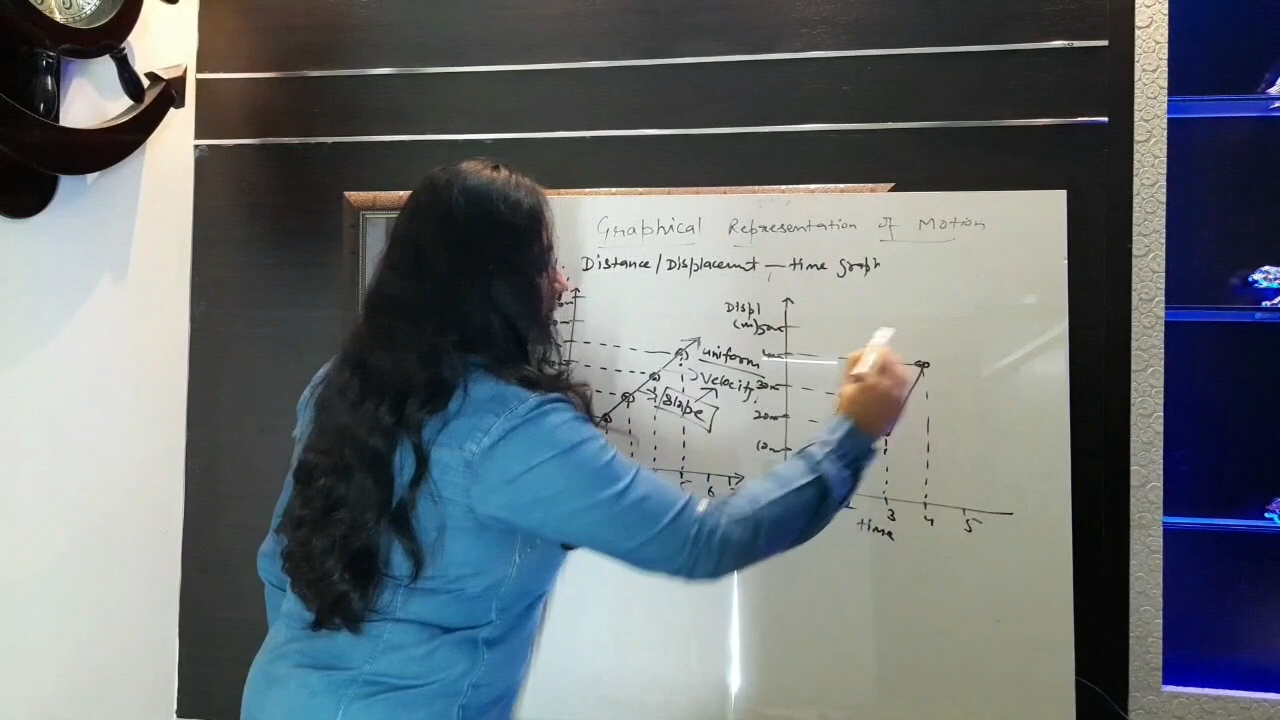 Graphical Representation of Motion
Distance/Displacement - time graph
uniform
Velocity
slope
5
6
Displ
(m)
30m
20m
10m
3
4
5
time